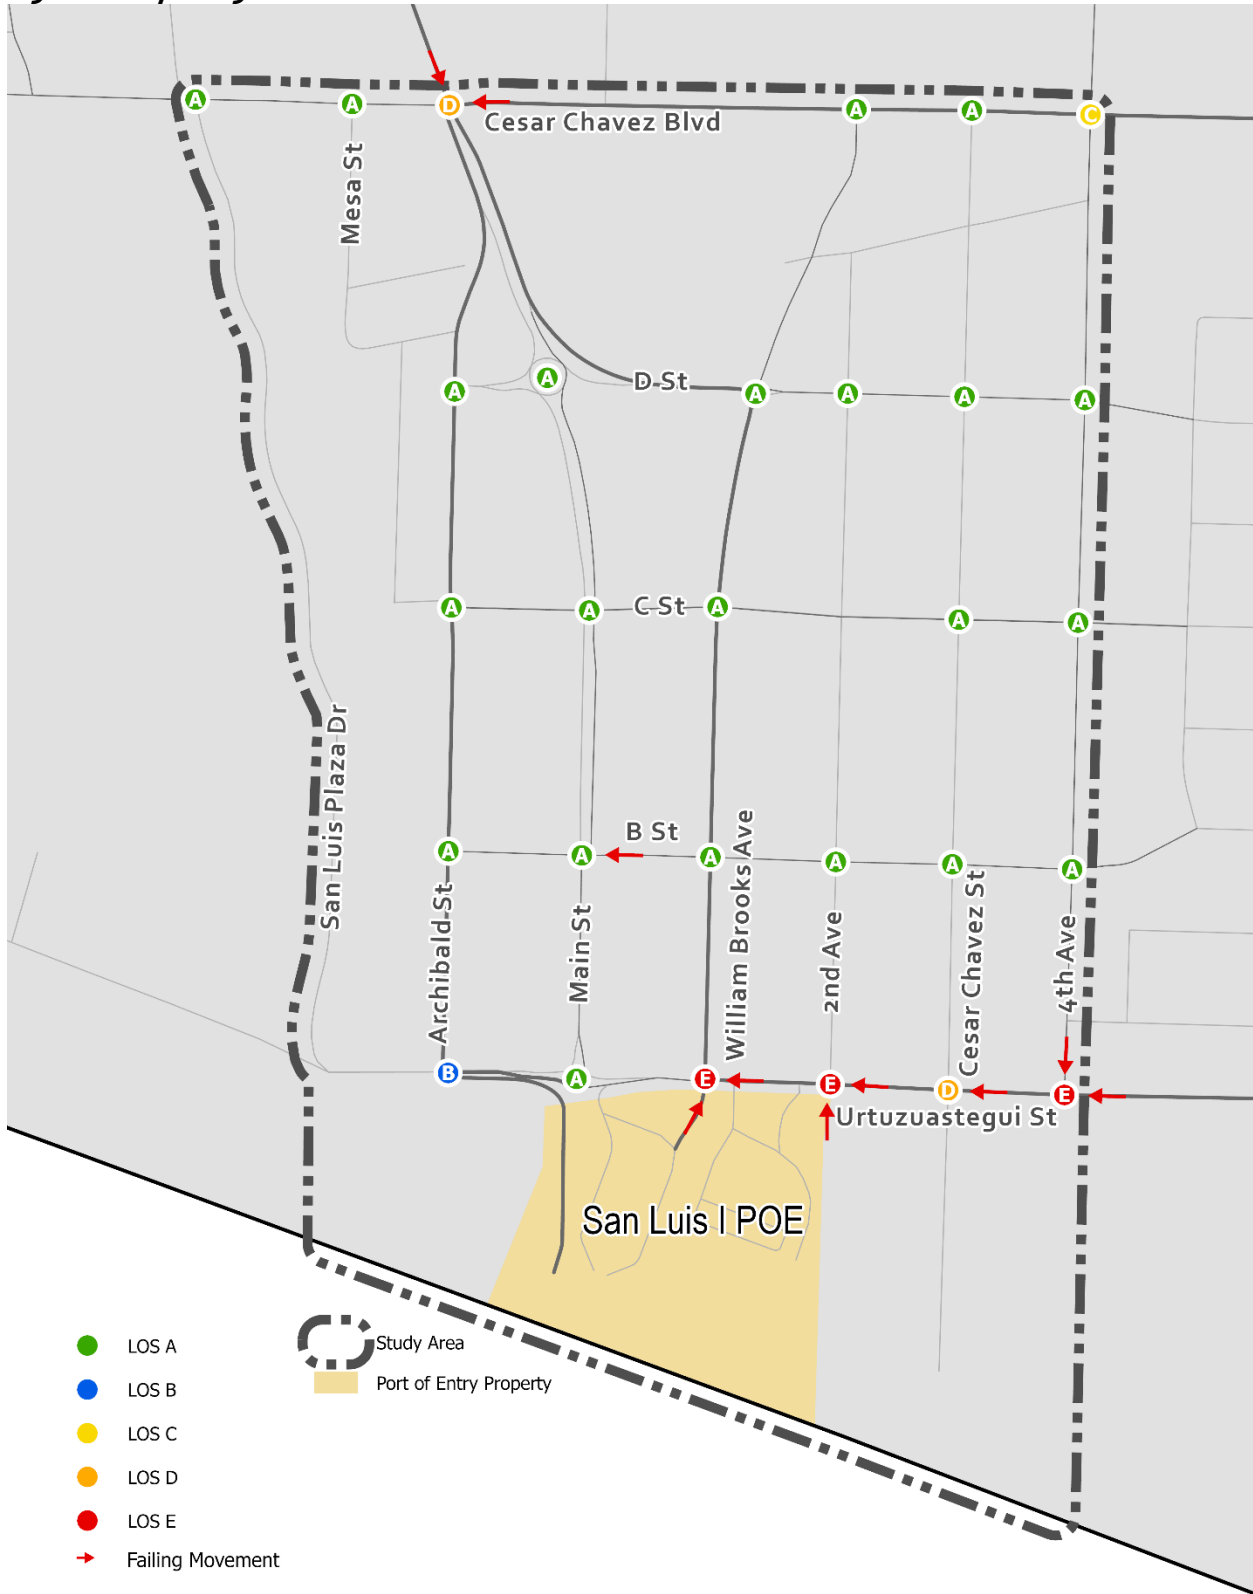 A
A
D
A
A
C
Cesar Chavez Blvd
Mesa St
A
A
D St
A
A
A
A
A
A
C St
A
A
A
San Luis Plaza Dr
B St
A
A
A
A
A
A
Archibald St
Main St
William Brooks Ave
2nd Ave
Cesar Chavez St
4th Ave
B
A
E
E
D
E
Urtuzuastegui St
San Luis I POE
LOS A
LOS B
LOS C
LOS D
LOS E
Failing Movement
Study Area
Port of Entry Property